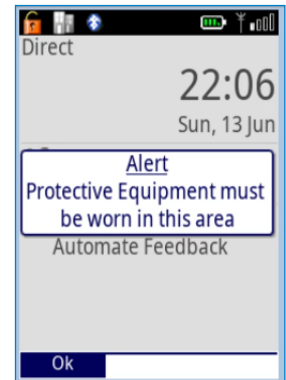 Direct
22:06
Sun, 13 Jun
Alert
Protective Equipment must
be worn in this area
Automate Feedback
Ok